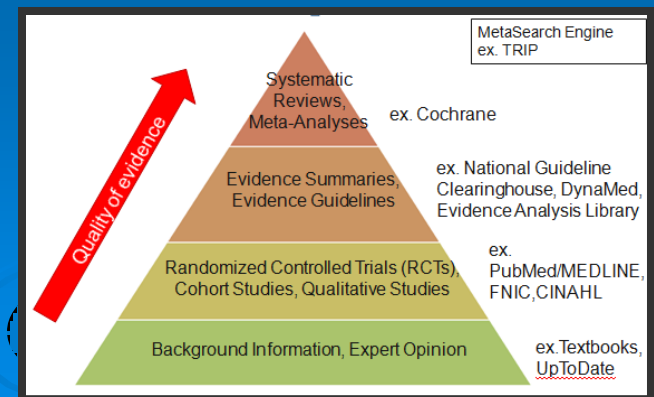 MetaSearch Engine
ex. TRIP
Systematic
Reviews,
Meta-Analyses
ex. Cochrane
Quality of evidence
Evidence Summaries,
Evidence Guidelines
ex. National Guideline
Clearinghouse, DynaMed,
Evidence Analysis Library
Randomized Controlled Trials (RCTs),
Cohort Studies, Qualitative Studies
ex.
PubMed/MEDLINE,
FNIC,CINAHL
Background Information, Expert Opinion
ex.Textbooks,
UpToDate